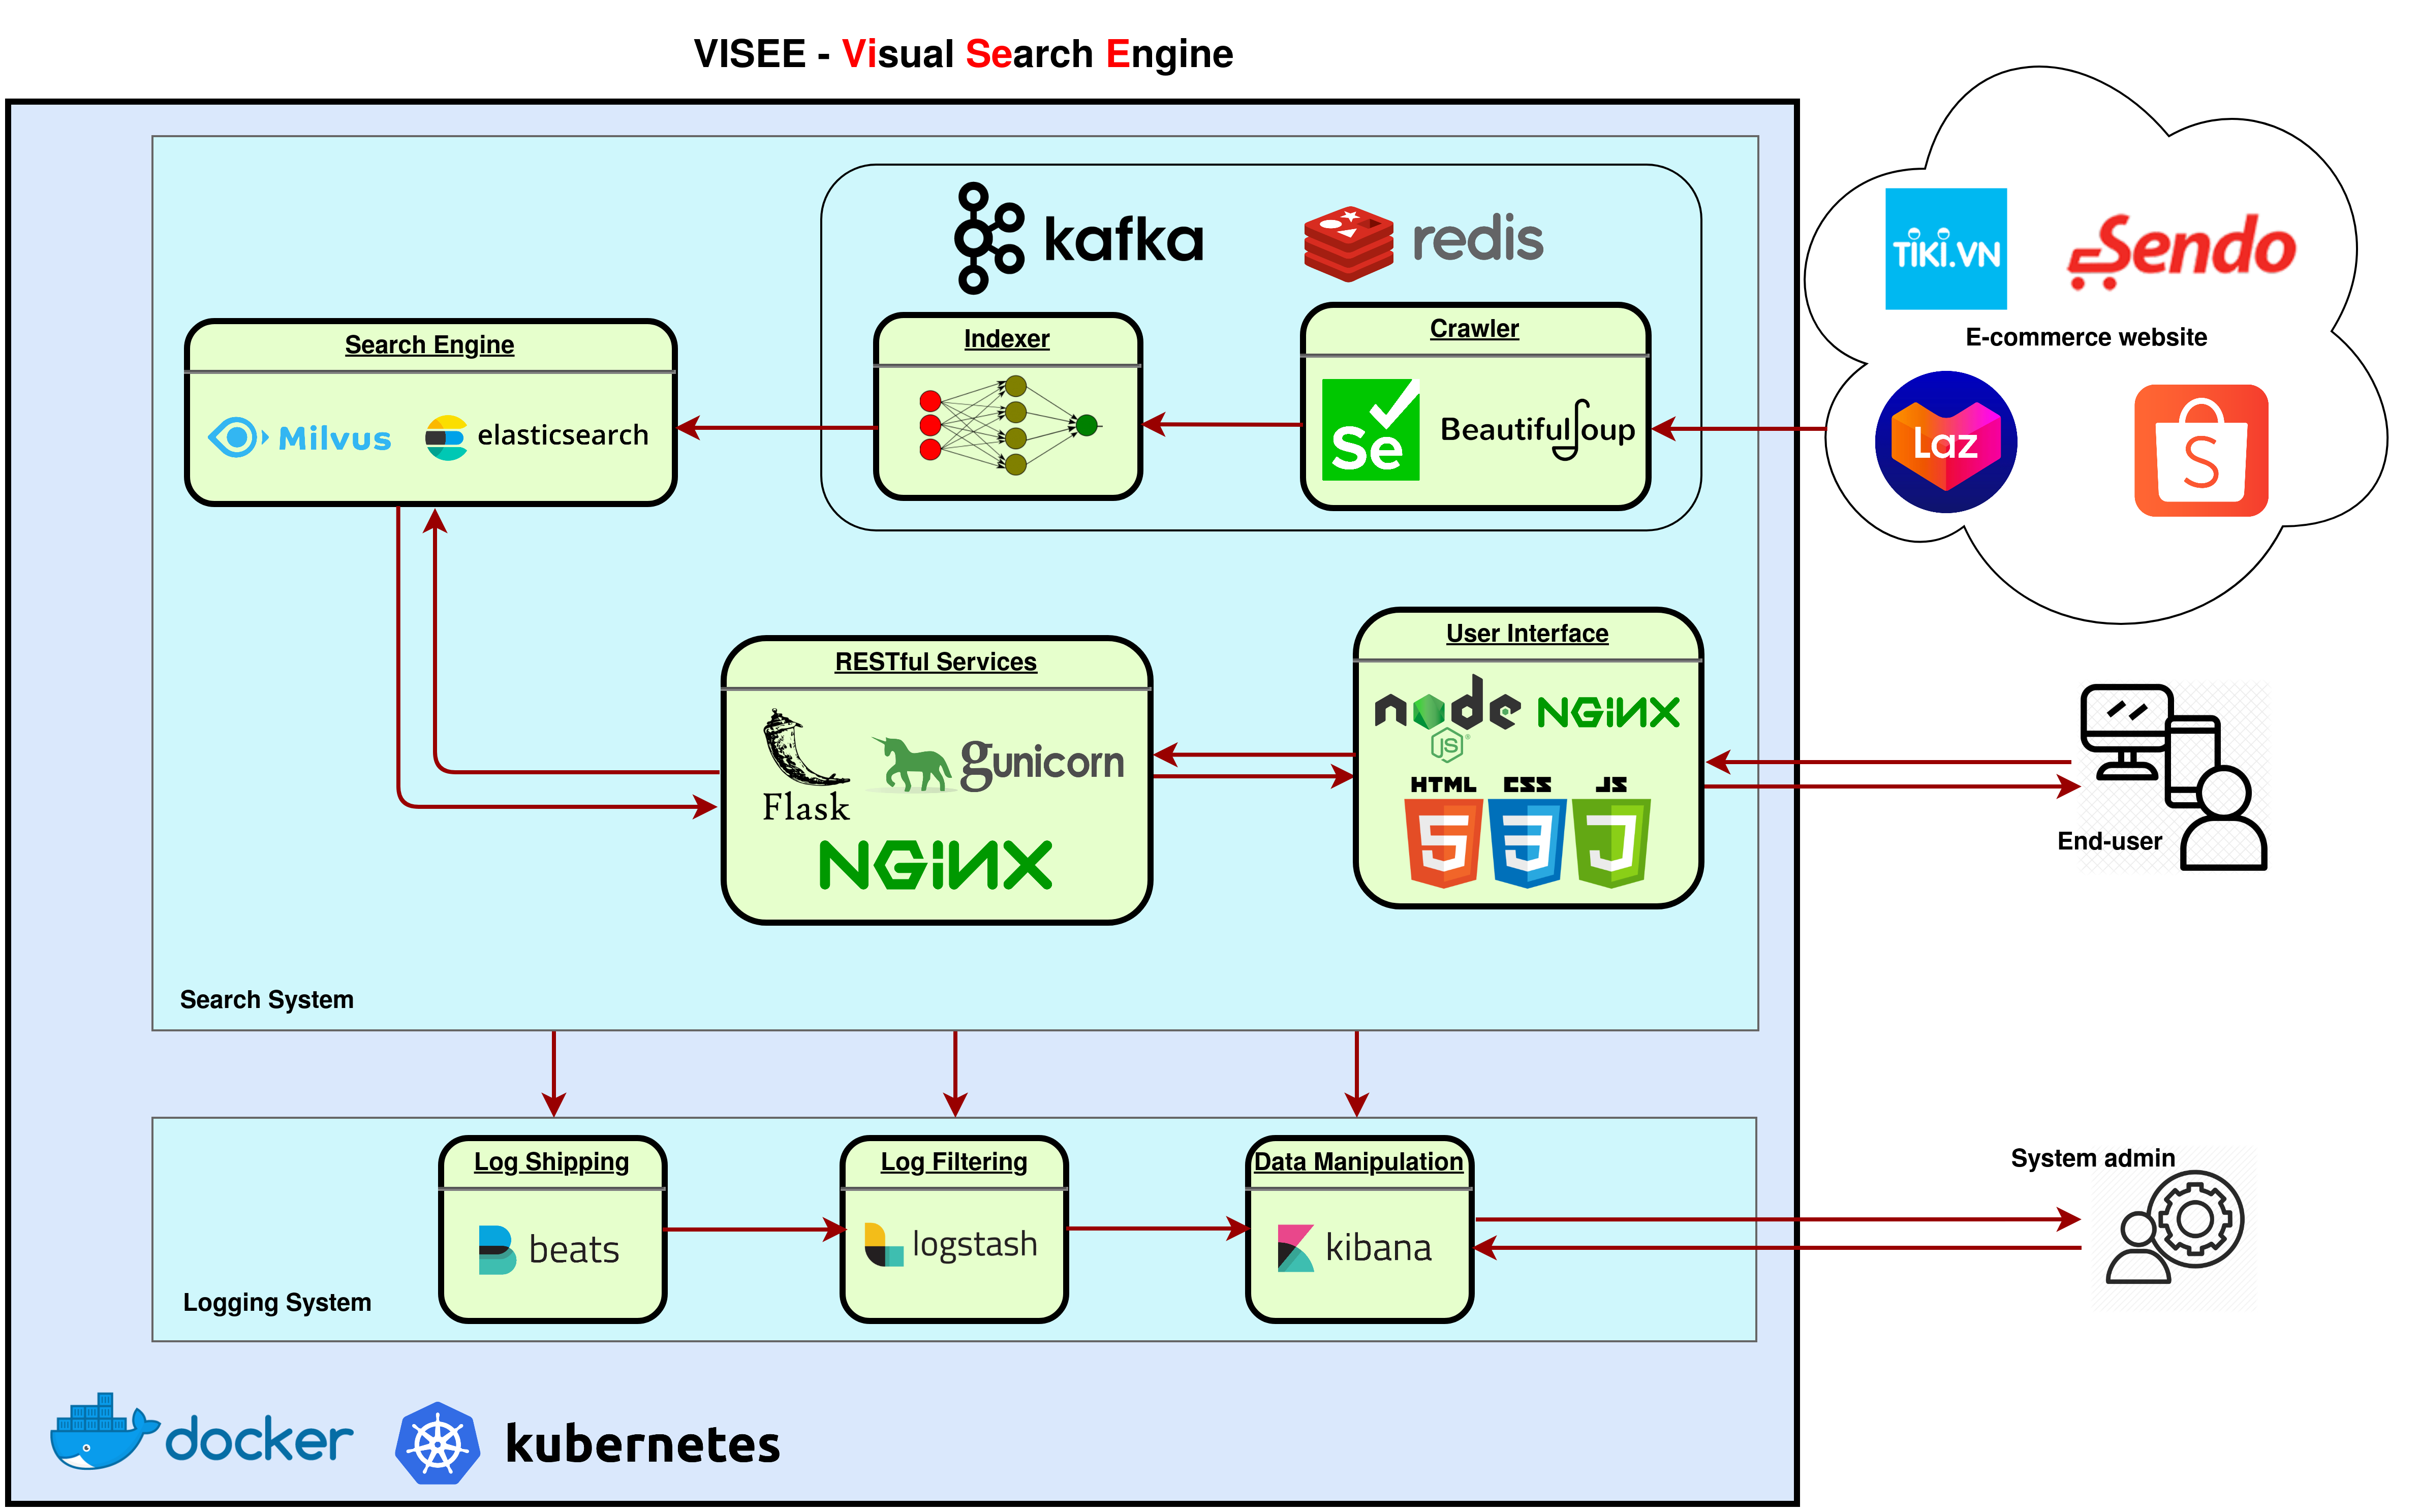 VISEE - Visual Search Engine
kafka
redis
TiKi.VN
Sendo
E-commerce website
Laz
S
Search Engine
Milvus
elasticsearch
Indexer
Crawler
Se
BeautifulSoup
RESTful Services
Flask
gunicorn
NGiNX
User Interface
node
JS
®
NGiNX
HTML
CSS
JS
5
3
End-user
Search System
Log Shipping
beats
Log Filtering
logstash
Data Manipulation
kibana
System admin
Logging System
docker
kubernetes